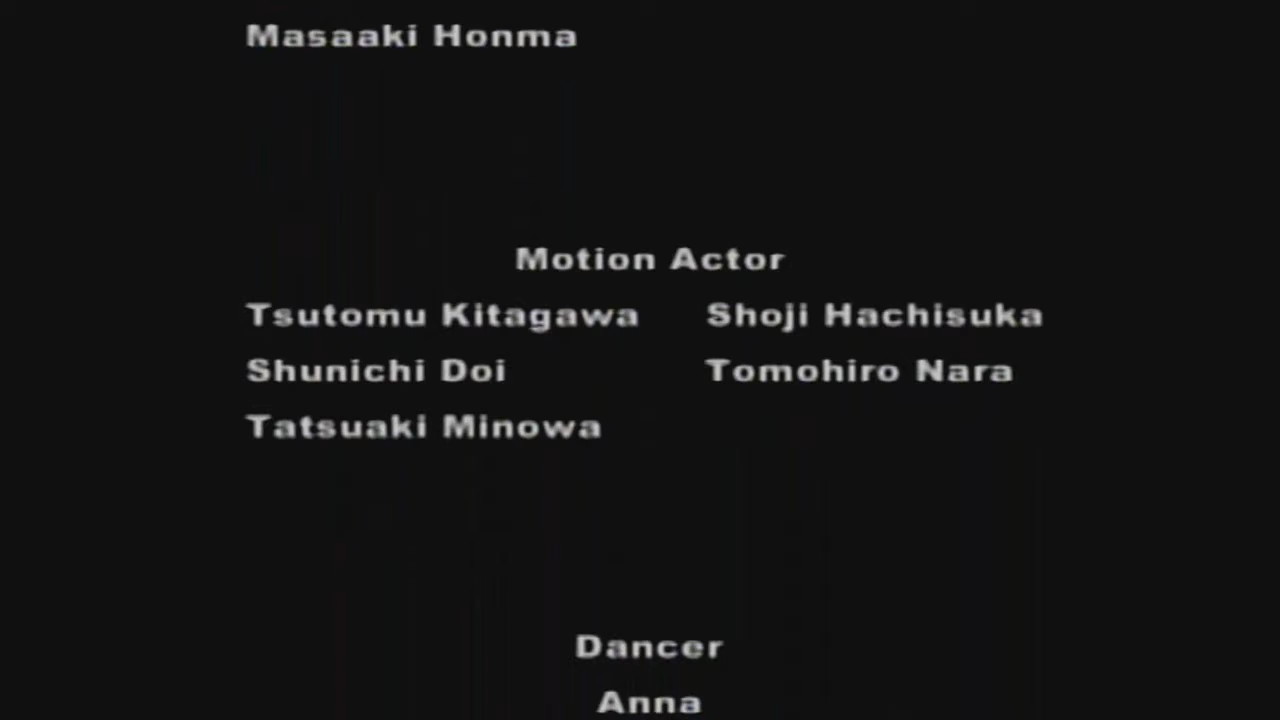 Masaaki Honma
Motion Actor
Tsutomu Kitagawa Shoji Hachisuka
Shunichi Doi Tomohiro Nara
Tatsuaki Minowa
Dancer
Anna